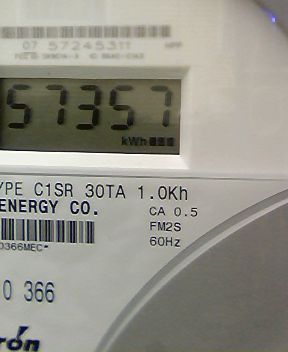 07 57245311
57357
kWh
YPE C1SR 30TA 1.0Kh
ENERGY CO.
CA 0.5
FM2S
60Hz
0366MEC*
0 366
ron